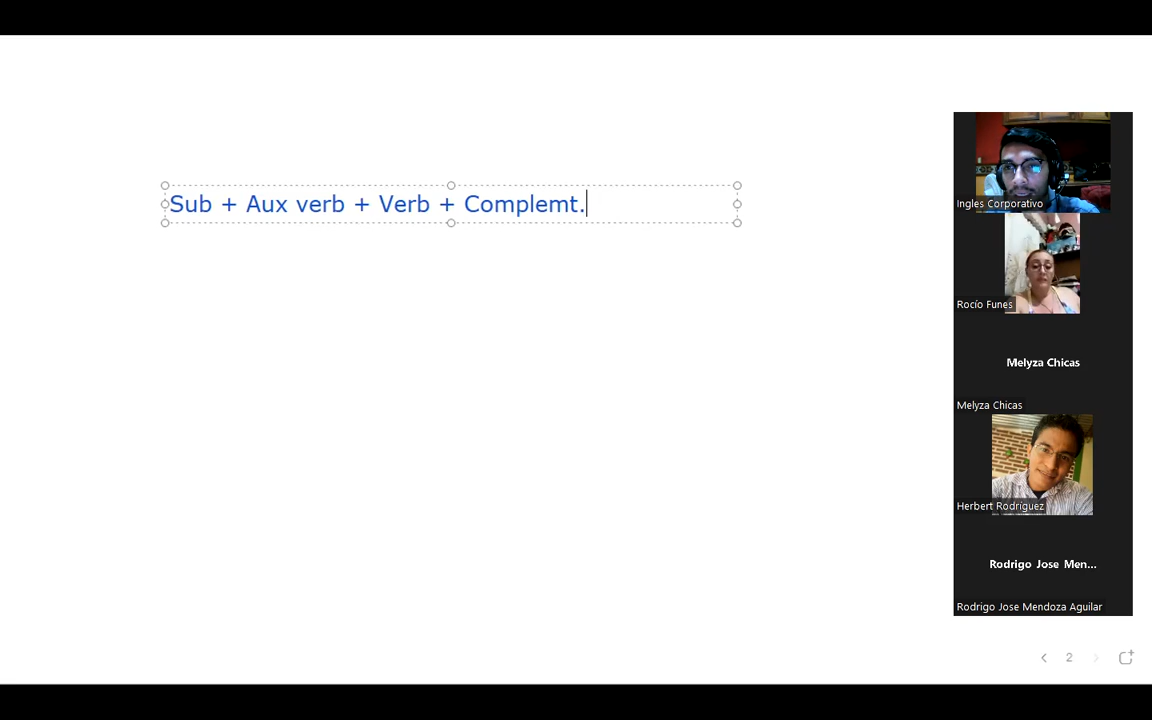 Sub + Aux verb + Verb + Complemt.
Ingles Corporativo
Rocío Funes
Melyza Chicas
Melyza Chicas
Herbert Rodríguez
Rodrigo Jose Men...
Rodrigo Jose Mendoza Aguilar
2